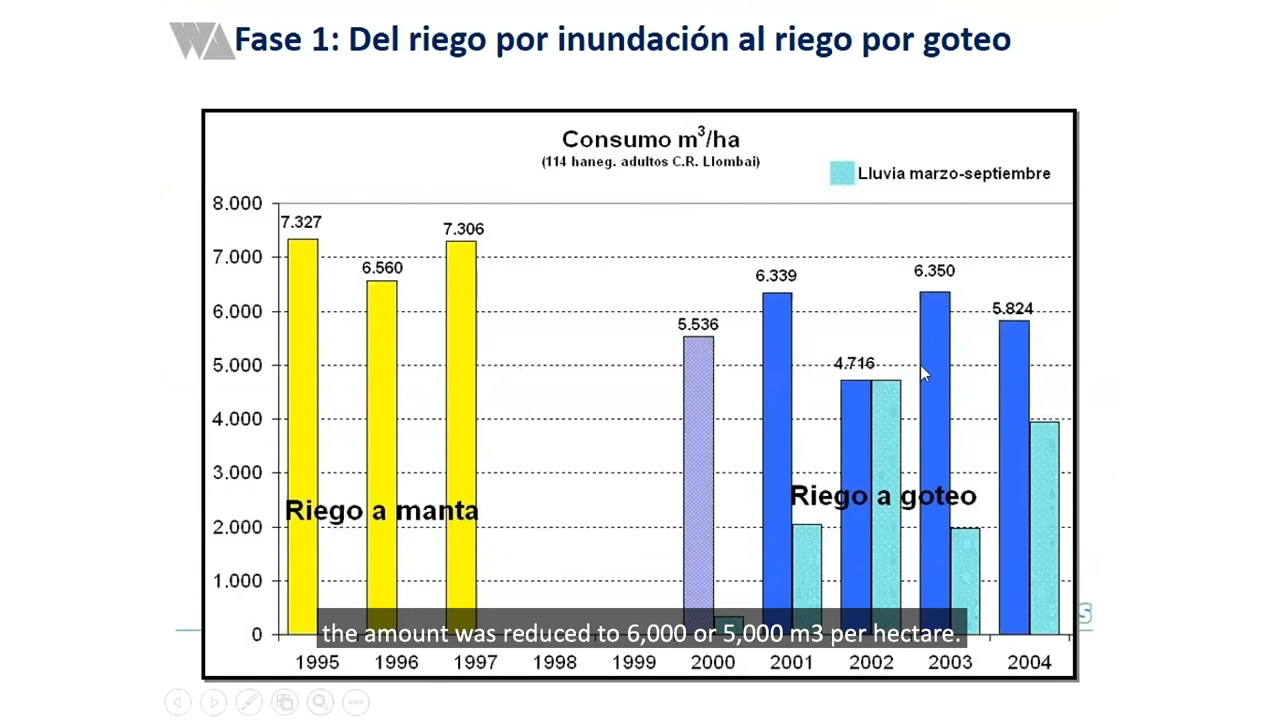 WA Fase 1: Del riego por inundación al riego por goteo
Consumo m³/ha
(114 haneg. adultos C.R. Llombai)
Lluvia marzo-septiembre
8.000
7.000
6.000
5.000
4.000
3.000
2.000
1.000
0
7.327
6.560
7.306
5.536
6.339
4.716
6.350
5.824
Riego a manta
Riego a goteo
the amount was reduced to 6,000 or 5,000 m3 per hectare.
1995 1996 1997 1998 1999 2000 2001 2002 2003 2004